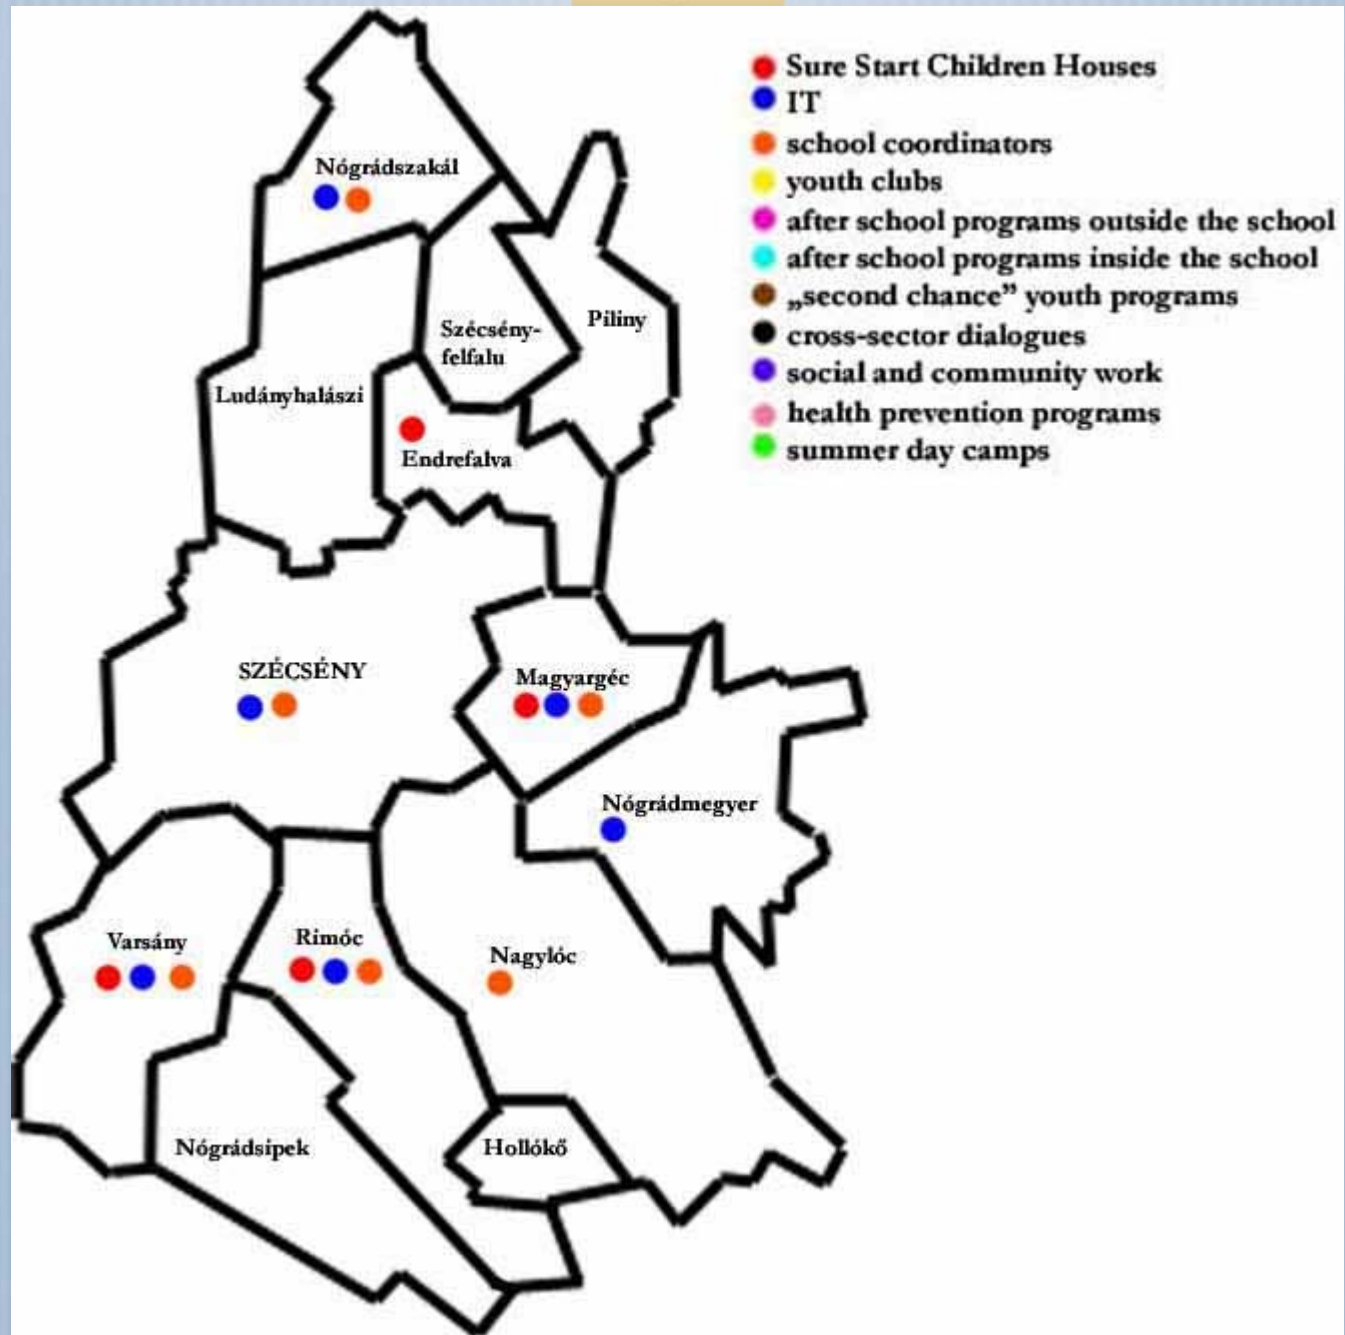 Sure Start Children Houses
IT
school coordinators
youth clubs
after school programs outside the school
after school programs inside the school
„second chance” youth programs
cross-sector dialogues
social and community work
health prevention programs
summer day camps
Nógrádszakál
Szécsény-
felfalu
Piliny
Ludányhalászi
Endrefalva
SZÉCSÉNY
Magyargéc
Nógrádmegyer
Varsány
Rimóc
Nagylóc
Nógrádsipek
Hollókő